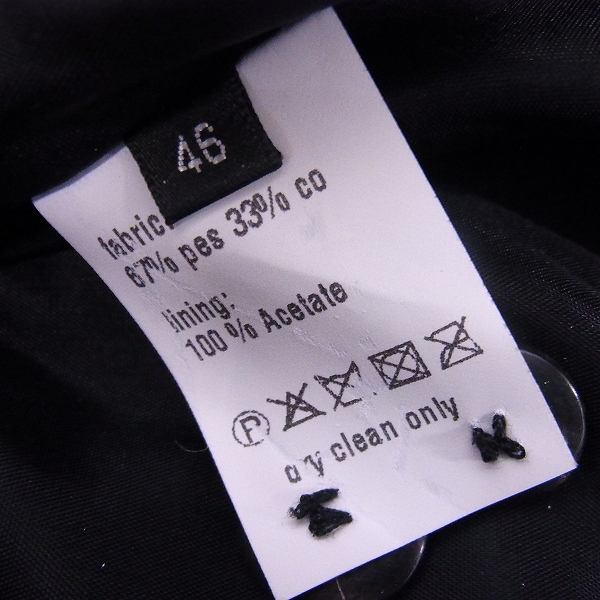 46
fabric:
67% pes 33% co
lining:
100 % Acetate
P
dry clean only